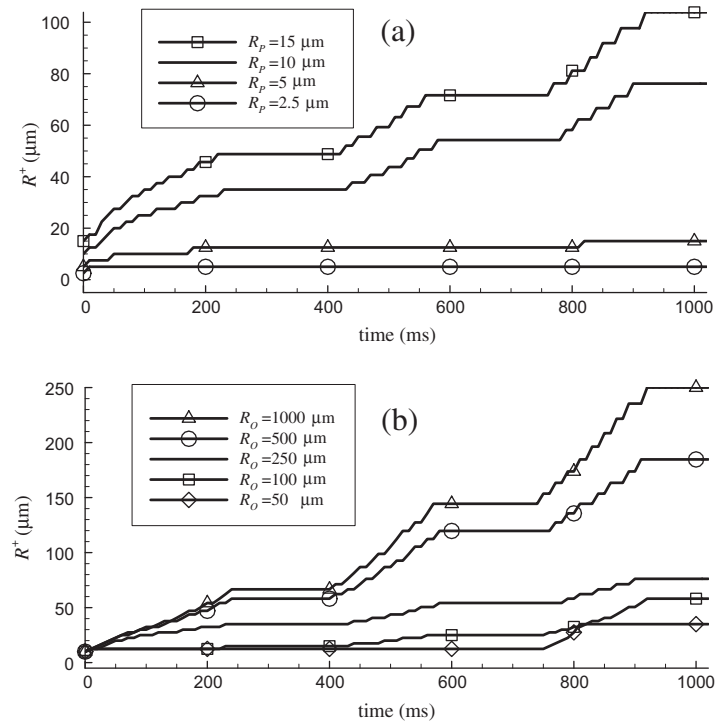 (a)
R_P =15 µm
R_P =10 µm
R_P =5 µm
R_P =2.5 µm
100
80
60
40
20
0
R⁺ (µm)
0 200 400 600 800 1000
time (ms)
(b)
R_O =1000 µm
R_O =500 µm
R_O =250 µm
R_O =100 µm
R_O =50 µm
250
200
150
100
50
0
R⁺ (µm)
0 200 400 600 800 1000
time (ms)